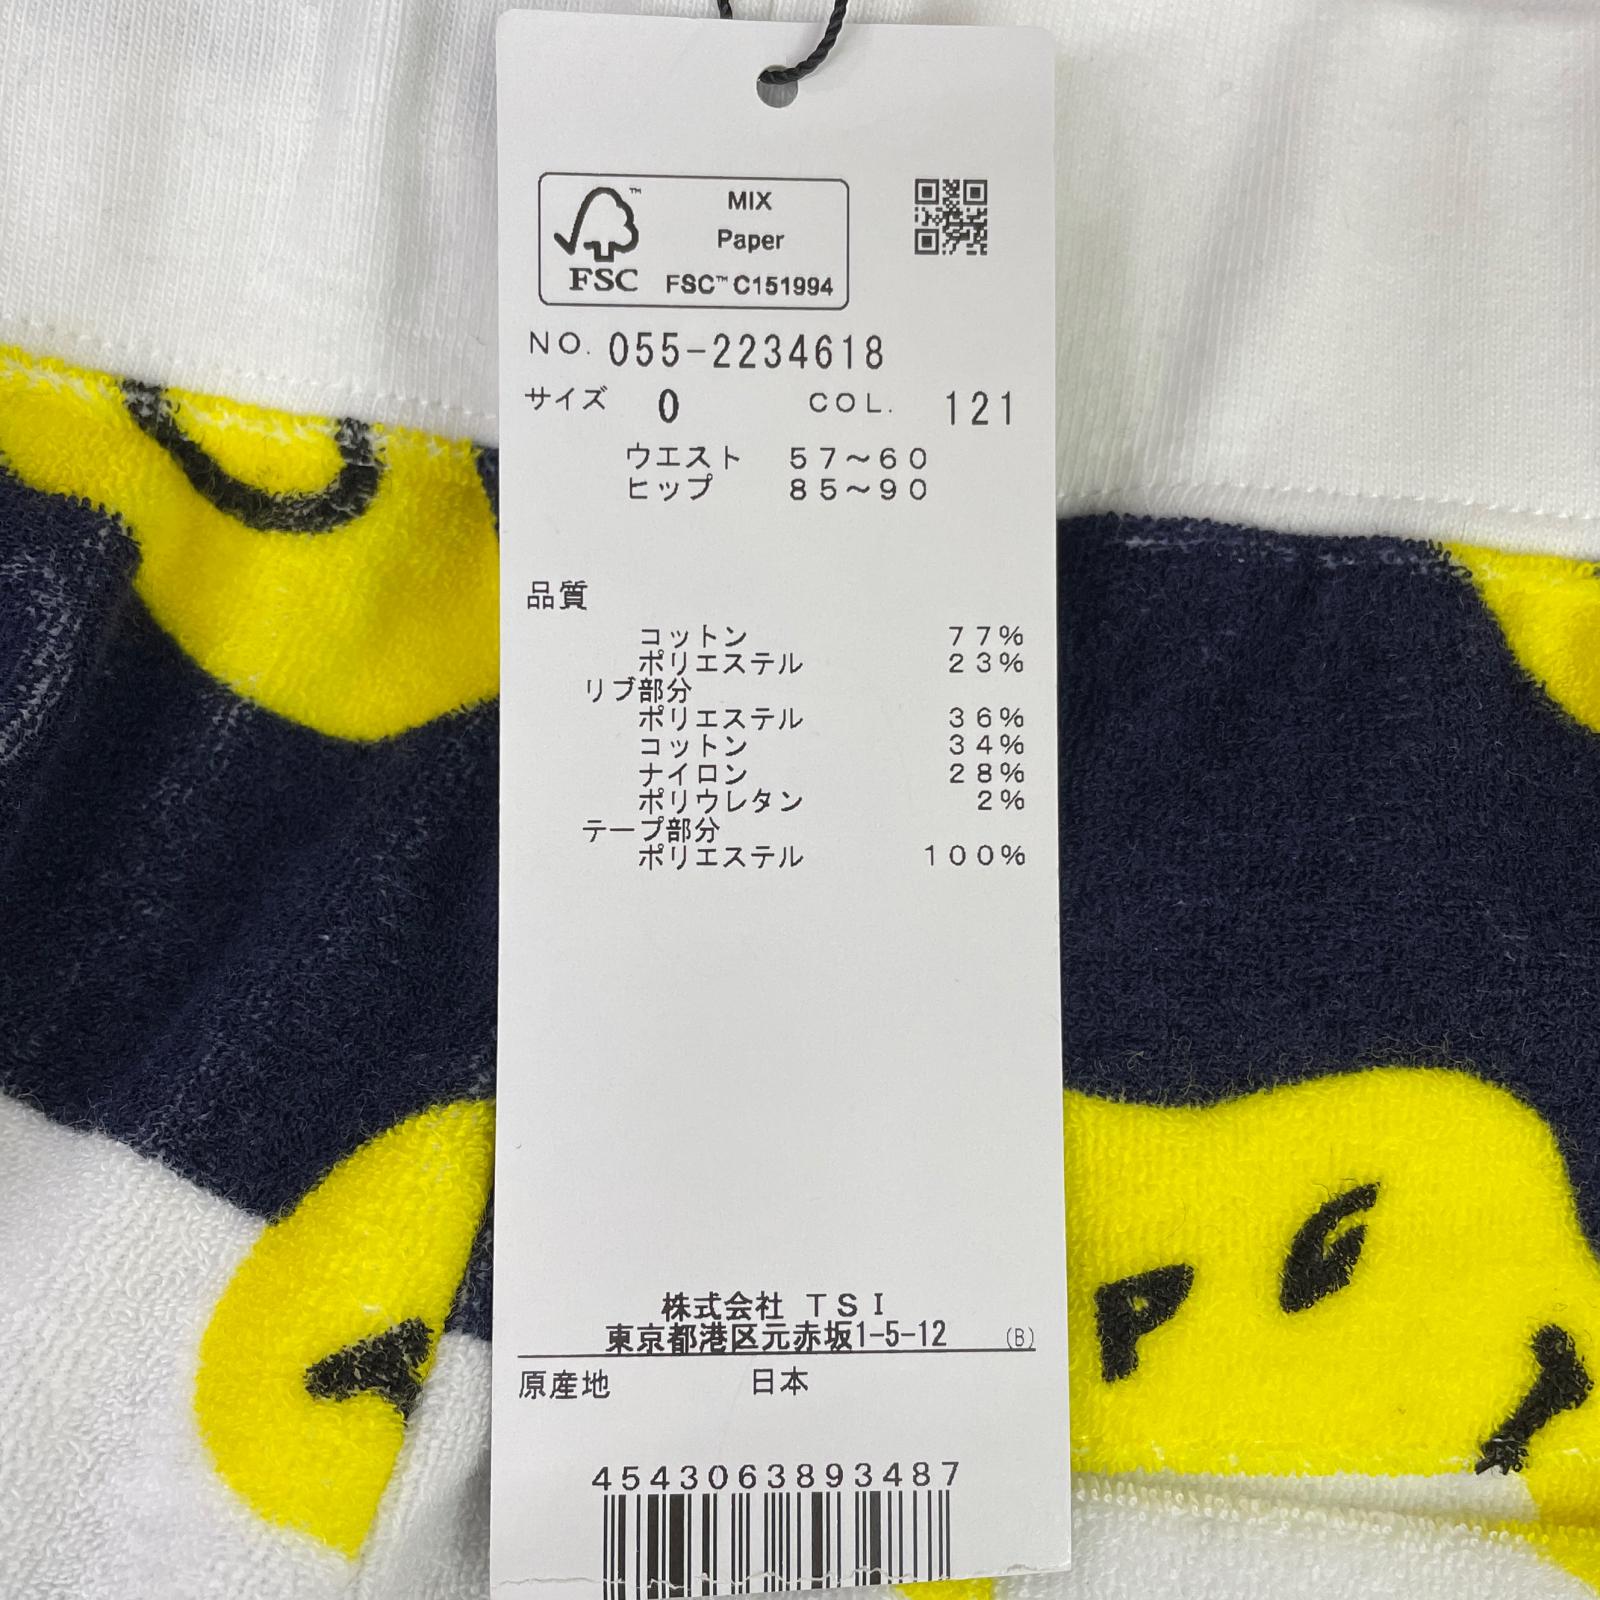 MIX
Paper
FSC™ C151994
FSC
NO. 055-2234618
サイズ 0 COL. 121
ウエスト 57〜60
ヒップ 85〜90
品質
コットン 77%
ポリエステル 23%
リブ部分
ポリエステル 36%
コットン 34%
ナイロン 28%
ポリウレタン 2%
テープ部分
ポリエステル 100%
株式会社 TSI
東京都港区元赤坂1-5-12 (B)
原産地 日本
4543063893487
P G